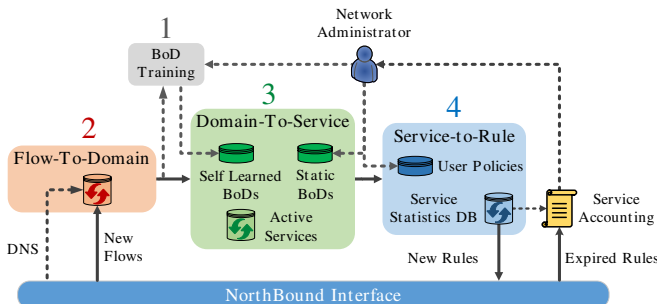 Network
Administrator
1
BoD
Training
2
Flow-To-Domain
3
Domain-To-Service
Self Learned
BoDs
Static
BoDs
Active
Services
4
Service-to-Rule
User Policies
Service
Statistics DB
Service
Accounting
DNS
New
Flows
New Rules
Expired Rules
NorthBound Interface